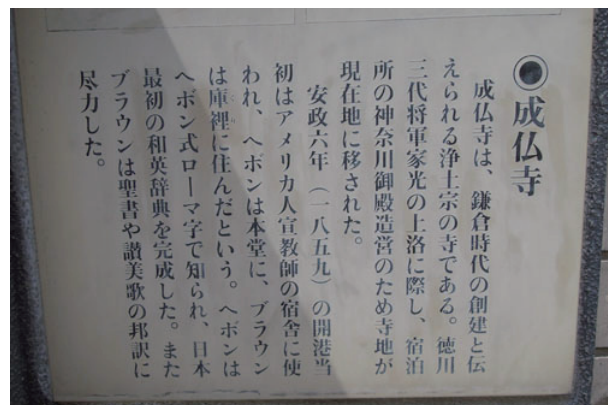 ◉成仏寺
成仏寺は、鎌倉時代の創建と伝
えられる浄土宗の寺である。徳川
三代将軍家光の上洛に際し、宿泊
所の神奈川御殿造営のため寺地が
現在地に移された。
安政六年（一八五九）の開港当
初はアメリカ人宣教師の宿舎に使
われ、ヘボンは本堂に、ブラウン
は庫裡に住んだという。ヘボンは
ヘボン式ローマ字で知られ、日本
最初の和英辞典を完成した。また
ブラウンは聖書や讃美歌の邦訳に
尽力した。